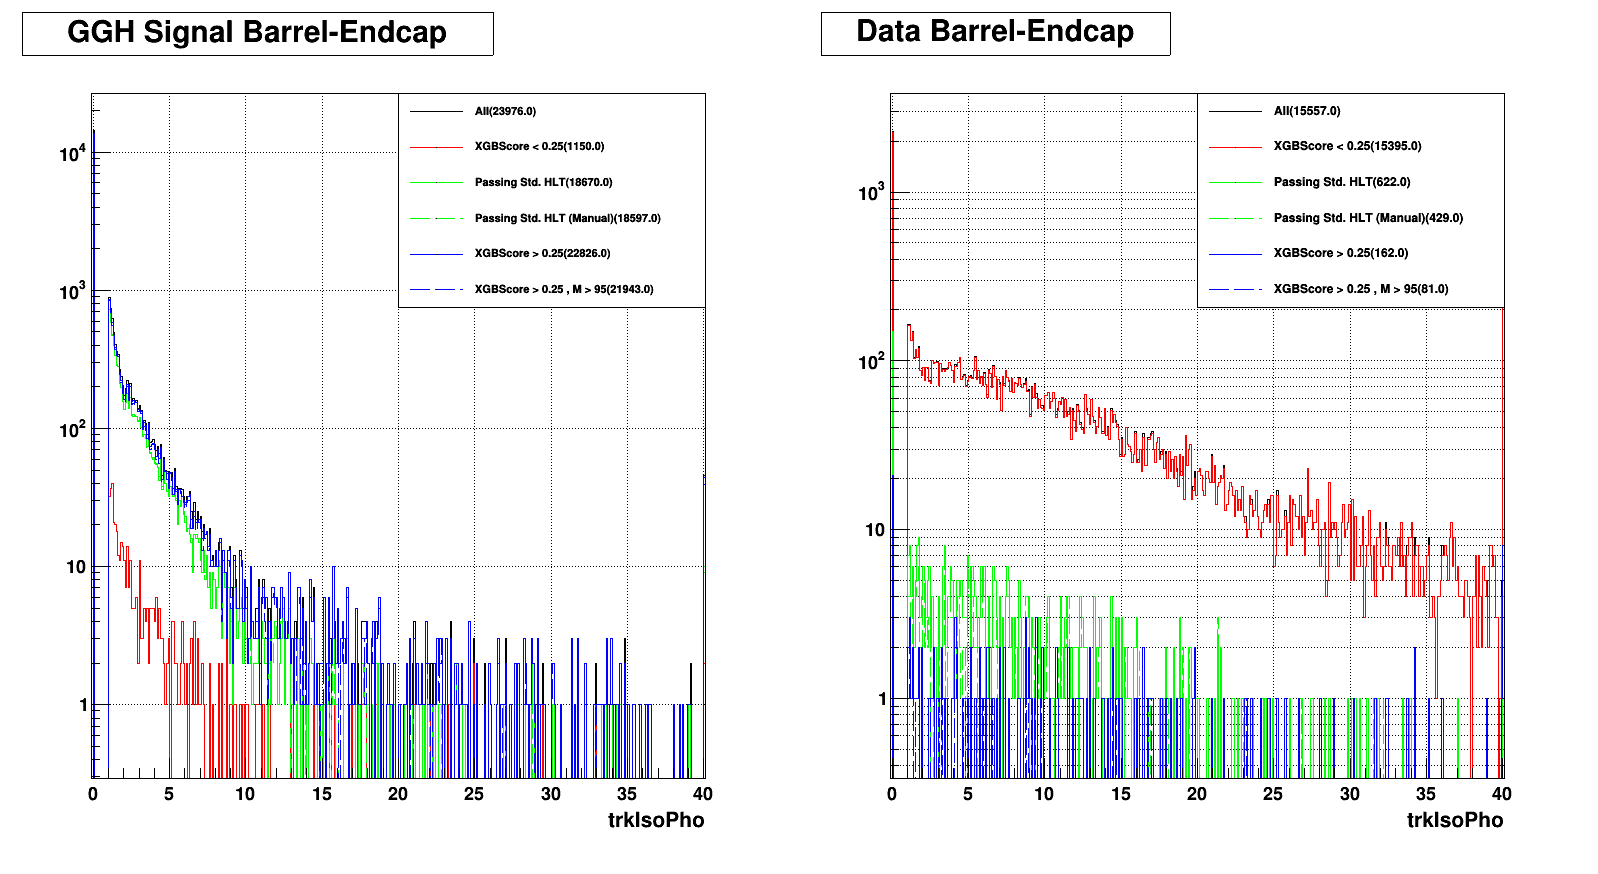 GGH Signal Barrel-Endcap
All(23976.0)
XGBScore < 0.25(1150.0)
Passing Std. HLT(18670.0)
Passing Std. HLT (Manual)(18597.0)
XGBScore > 0.25(22826.0)
XGBScore > 0.25 , M > 95(21943.0)
10^4
10^3
10^2
10
1
0 5 10 15 20 25 30 35 40
trkIsoPho
Data Barrel-Endcap
All(15557.0)
XGBScore < 0.25(15395.0)
Passing Std. HLT(622.0)
Passing Std. HLT (Manual)(429.0)
XGBScore > 0.25(162.0)
XGBScore > 0.25 , M > 95(81.0)
10^3
10^2
10
1
0 5 10 15 20 25 30 35 40
trkIsoPho